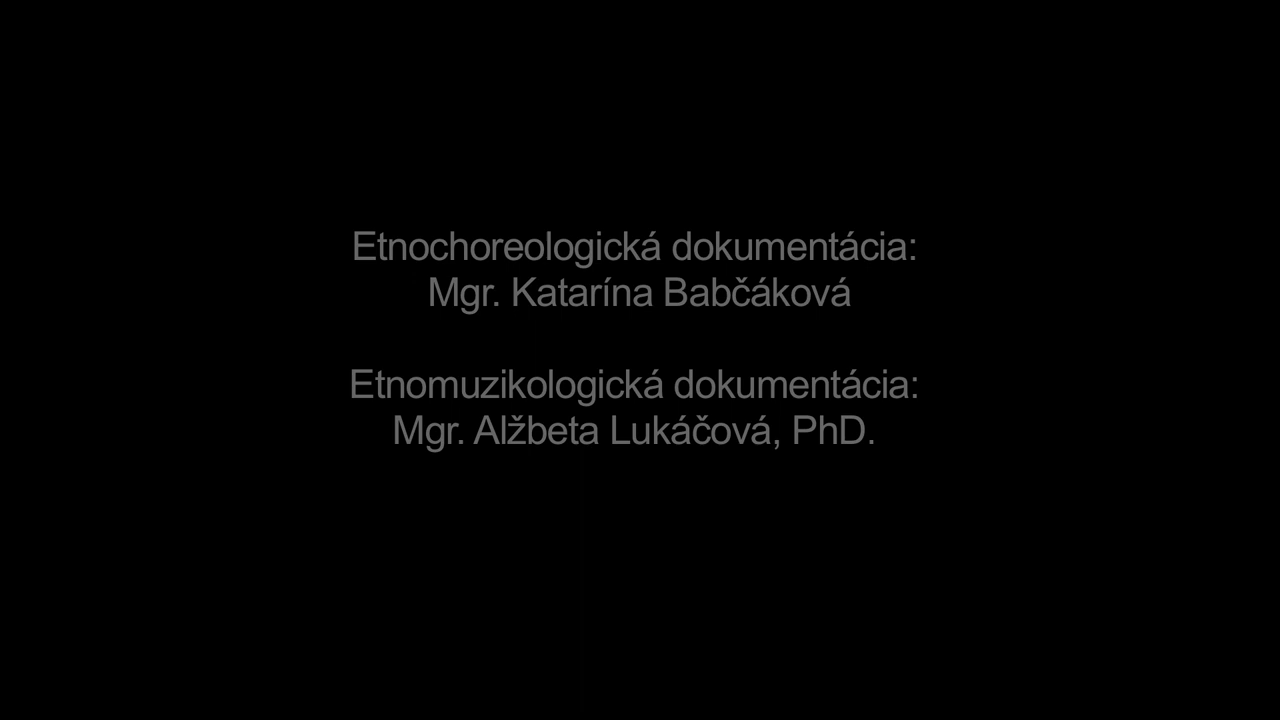 Etnochoreologická dokumentácia:
Mgr. Katarína Babčáková
Etnomuzikologická dokumentácia:
Mgr. Alžbeta Lukáčová, PhD.